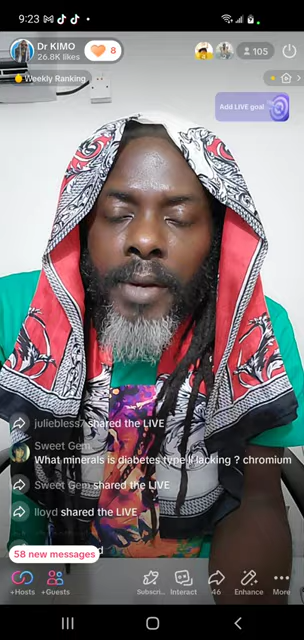 9:23
Dr KIMO
26.8K likes
8
105
Weekly Ranking
Add LIVE goal
juliebless7 shared the LIVE
Sweet Gem
What minerals is diabetes type II lacking ? chromium
Sweet Gem shared the LIVE
lloyd shared the LIVE
58 new messages
+Hosts
+Guests
Subscri...
Interact
46
Enhance
More